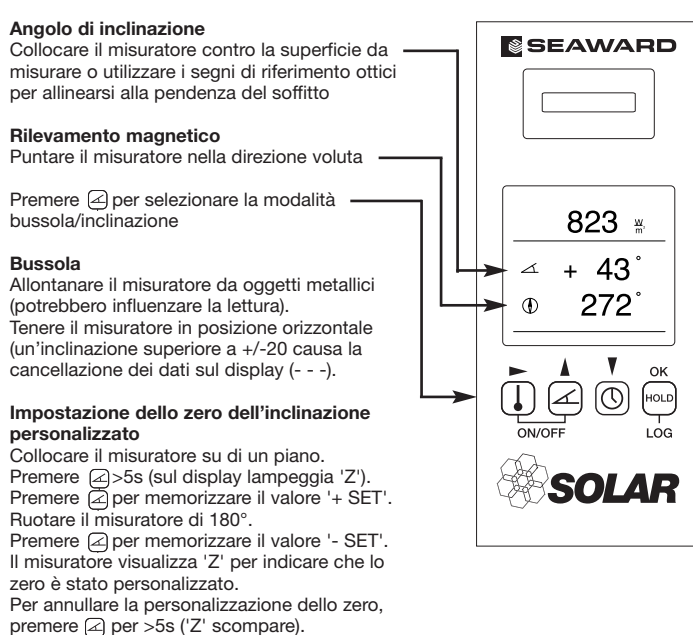 Angolo di inclinazione
Collocare il misuratore contro la superficie da
misurare o utilizzare i segni di riferimento ottici
per allinearsi alla pendenza del soffitto
Rilevamento magnetico
Puntare il misuratore nella direzione voluta
Premere per selezionare la modalità
bussola/inclinazione
Bussola
Allontanare il misuratore da oggetti metallici
(potrebbero influenzare la lettura).
Tenere il misuratore in posizione orizzontale
(un'inclinazione superiore a +/-20 causa la
cancellazione dei dati sul display (- - -).
Impostazione dello zero dell'inclinazione
personalizzato
Collocare il misuratore su di un piano.
Premere >5s (sul display lampeggia 'Z').
Premere per memorizzare il valore '+ SET'.
Ruotare il misuratore di 180°.
Premere per memorizzare il valore '- SET'.
Il misuratore visualizza 'Z' per indicare che lo
zero è stato personalizzato.
Per annullare la personalizzazione dello zero,
premere per >5s ('Z' scompare).
SEAWARD
823 W/m²
+ 43°
272°
OK
HOLD
ON/OFF
LOG
SOLAR